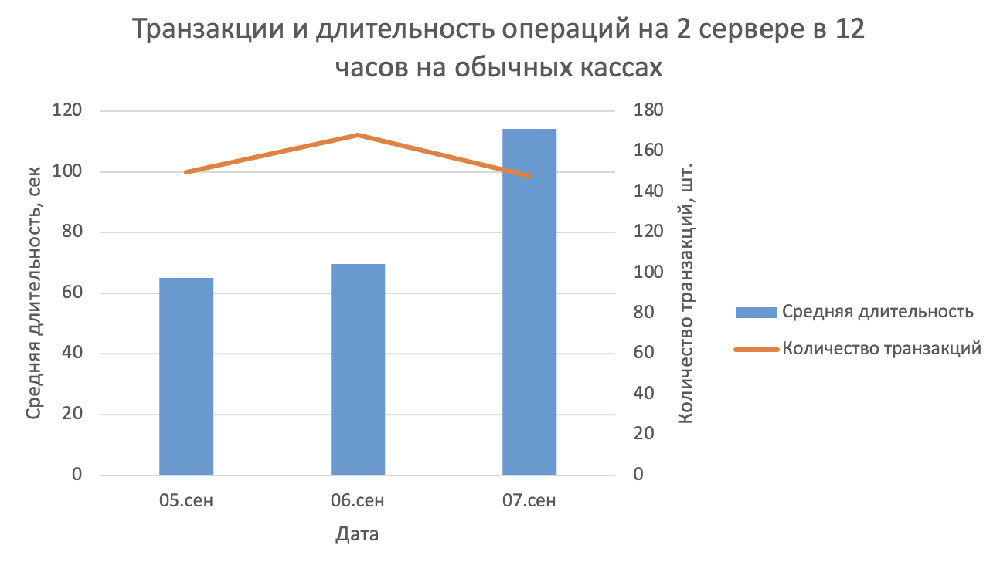 Транзакции и длительность операций на 2 сервере в 12
часов на обычных кассах
120
100
80
60
40
20
0
Средняя длительность, сек
180
160
140
120
100
80
60
40
20
0
Количество транзакций, шт.
05.сен
06.сен
07.сен
Дата
Средняя длительность
Количество транзакций